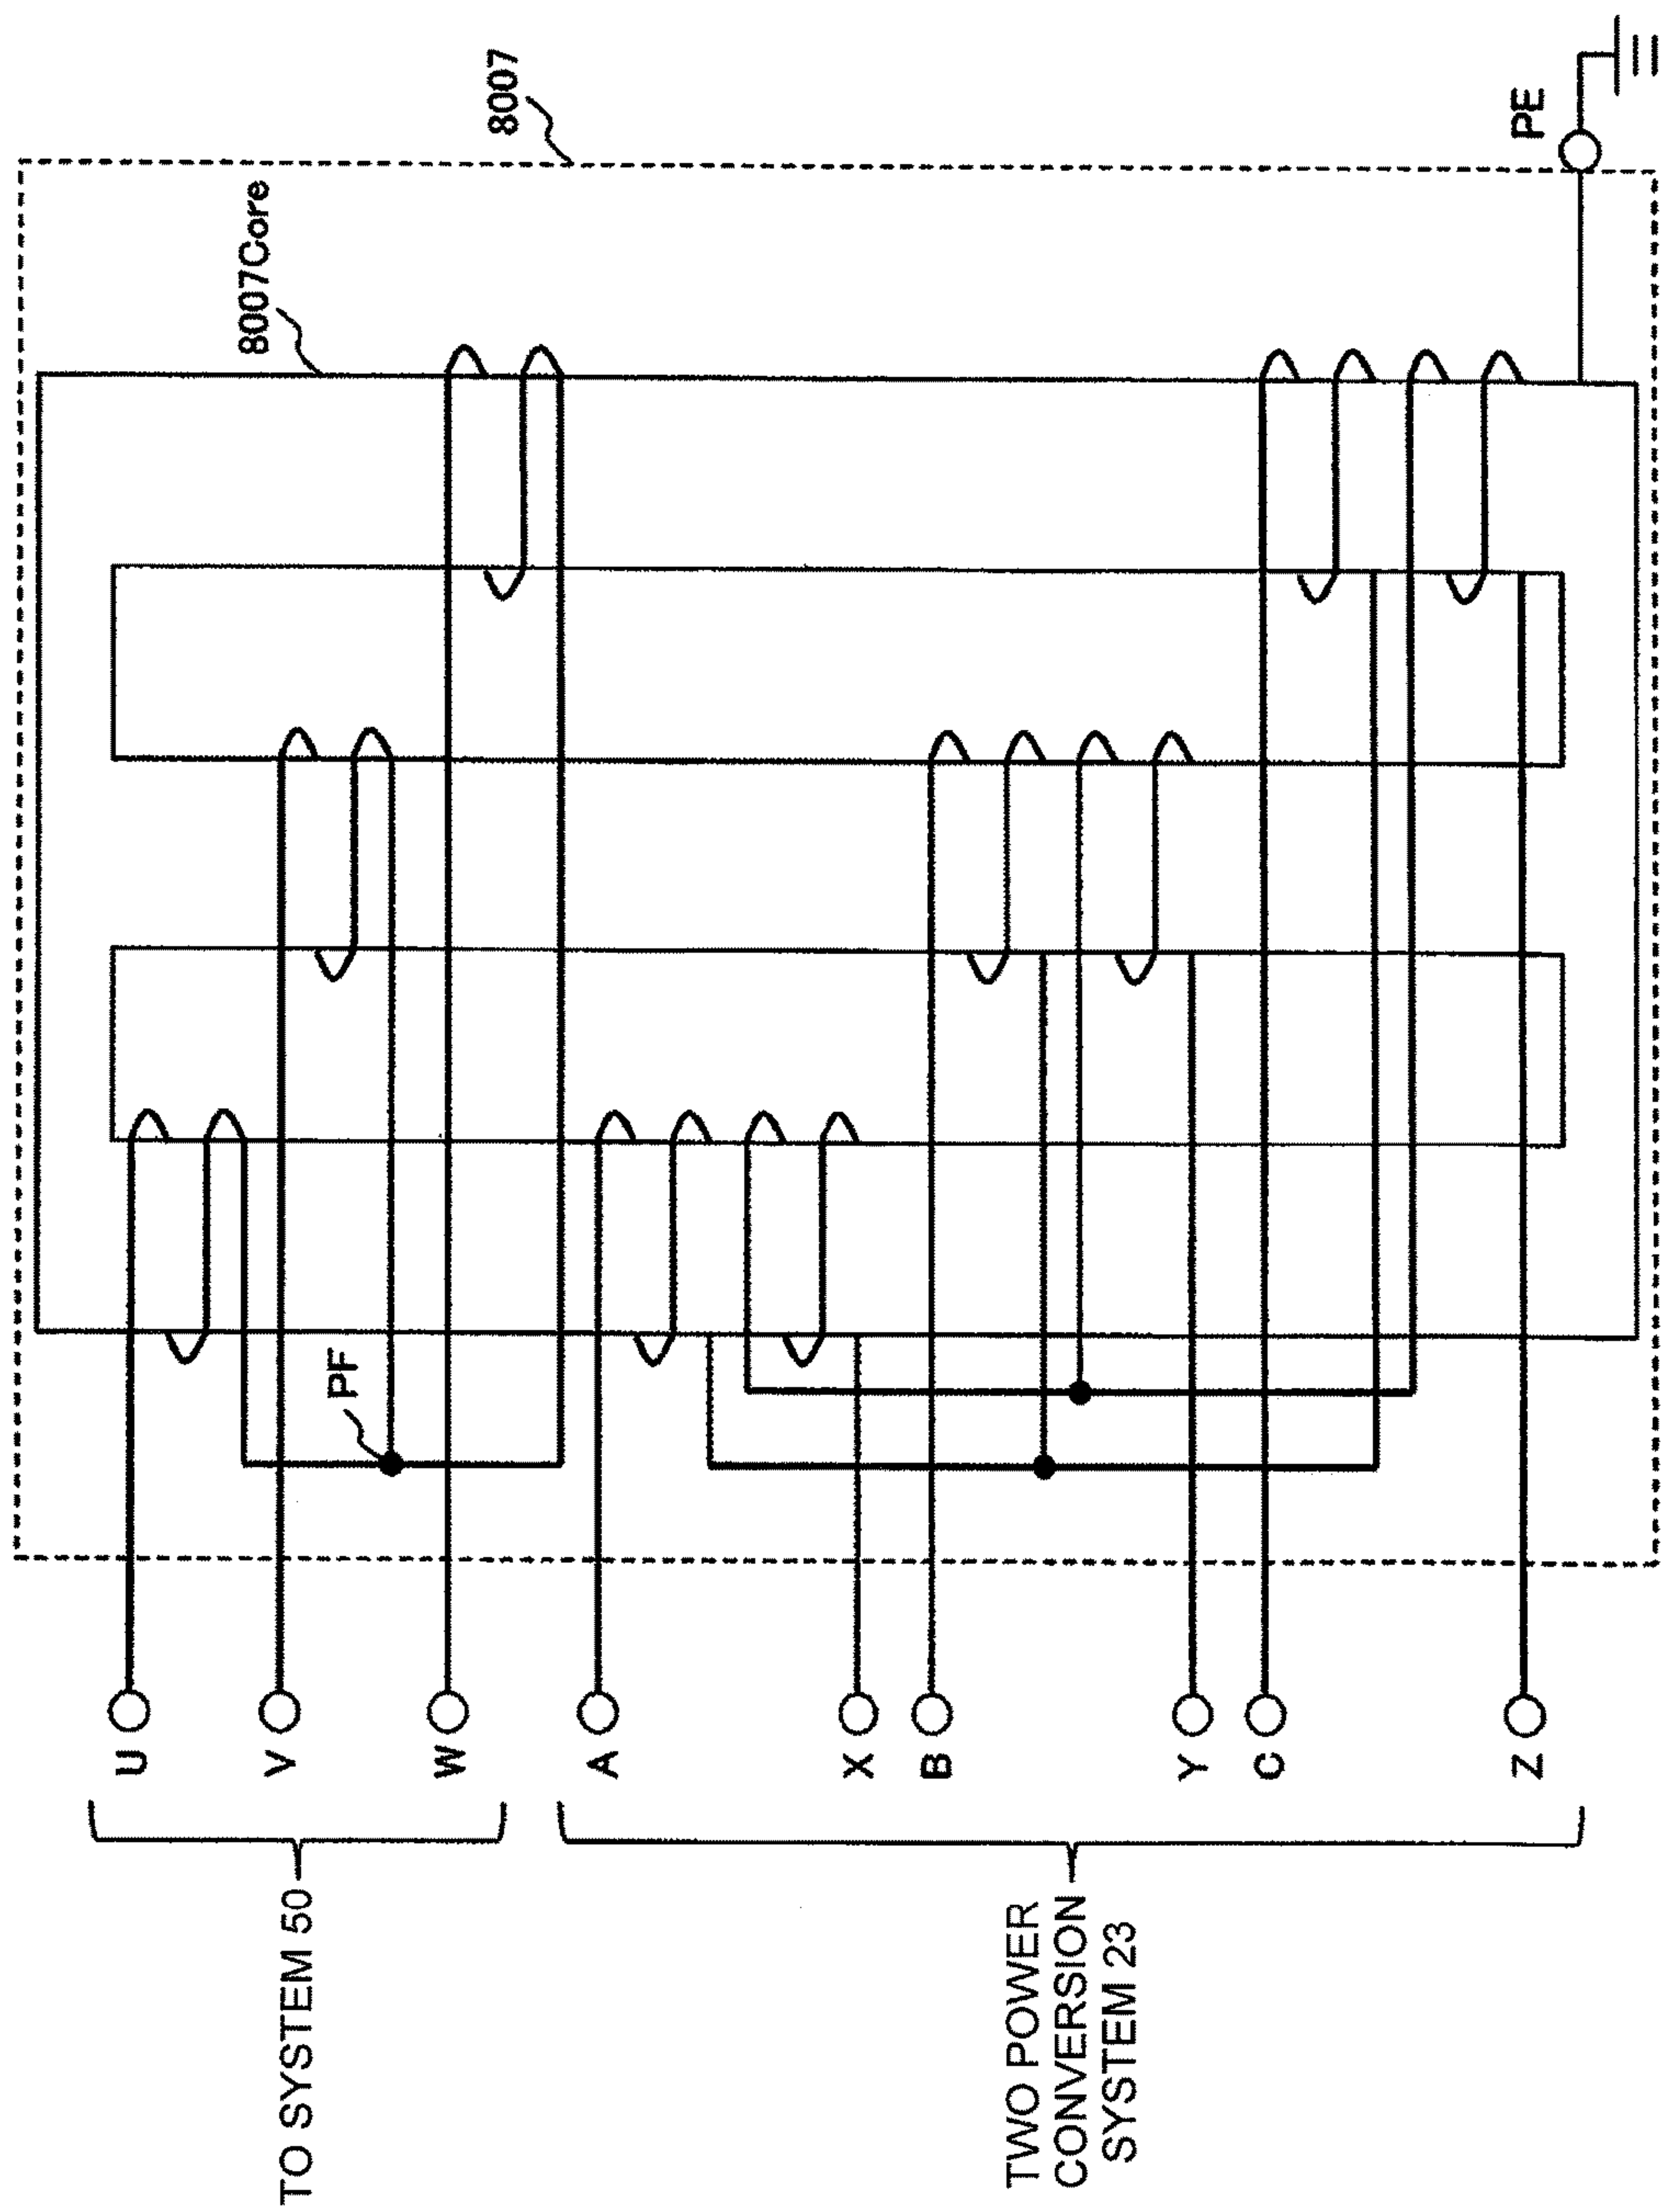 8007
8007Core
PE
PF
U
V
W
A
X
B
Y
C
Z
TO SYSTEM 50
TWO POWER
CONVERSION
SYSTEM 23